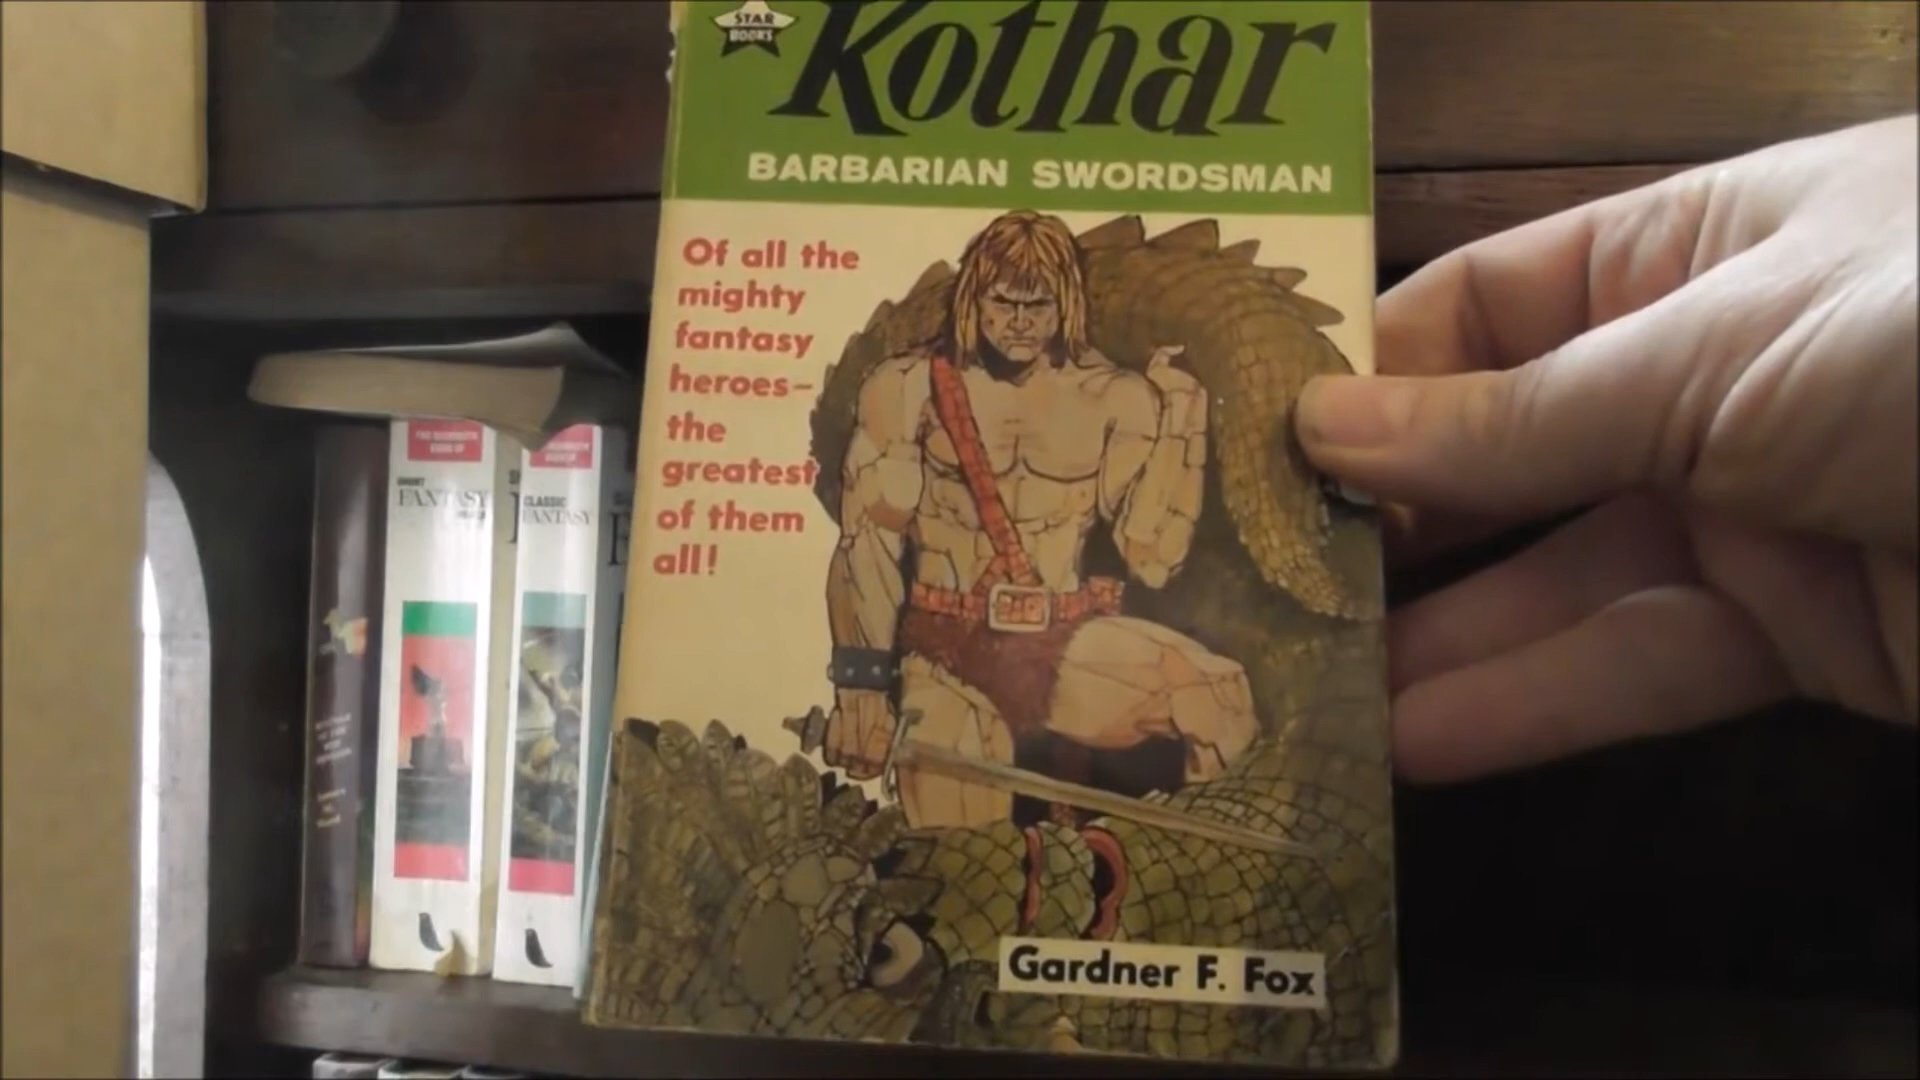 STAR
BOOKS
Kothar
BARBARIAN SWORDSMAN
Of all the
mighty
fantasy
heroes—
the
greatest
of them
all!
Gardner F. Fox
SHORT
FANTASY
CLASSIC
FANTASY